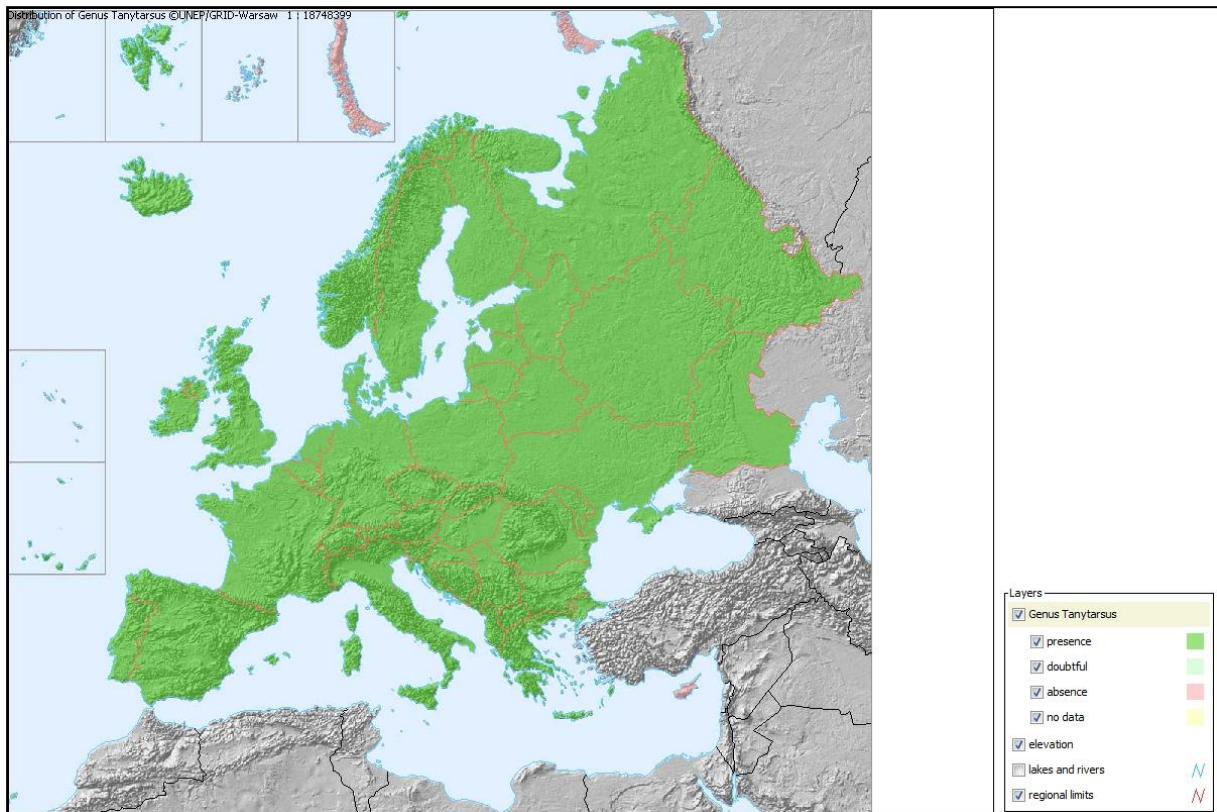 Distribution of Genus Tanytarsus ©UNEP/GRID-Warsaw 1 : 18748399
Layers
Genus Tanytarsus
presence
doubtful
absence
no data
elevation
lakes and rivers
regional limits